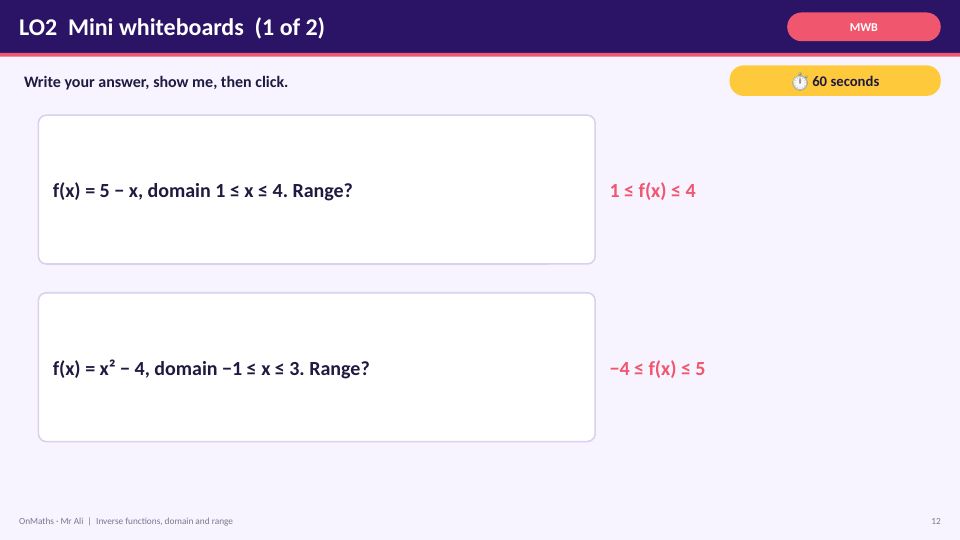 LO2  Mini whiteboards  (1 of 2)
MWB
Write your answer, show me, then click.
⏱ 60 seconds
f(x) = 5 − x, domain 1 ≤ x ≤ 4. Range?
1 ≤ f(x) ≤ 4
f(x) = x² − 4, domain −1 ≤ x ≤ 3. Range?
−4 ≤ f(x) ≤ 5
OnMaths · Mr Ali  |  Inverse functions, domain and range
12